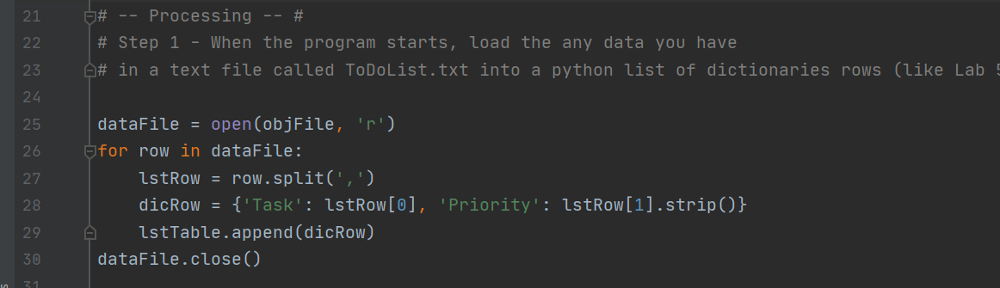 21 # -- Processing -- #
22 # Step 1 - When the program starts, load the any data you have
23 # in a text file called ToDoList.txt into a python list of dictionaries rows (like Lab 5
24
25 dataFile = open(objFile, 'r')
26 for row in dataFile:
27     lstRow = row.split(',')
28     dicRow = {'Task': lstRow[0], 'Priority': lstRow[1].strip()}
29     lstTable.append(dicRow)
30 dataFile.close()
31